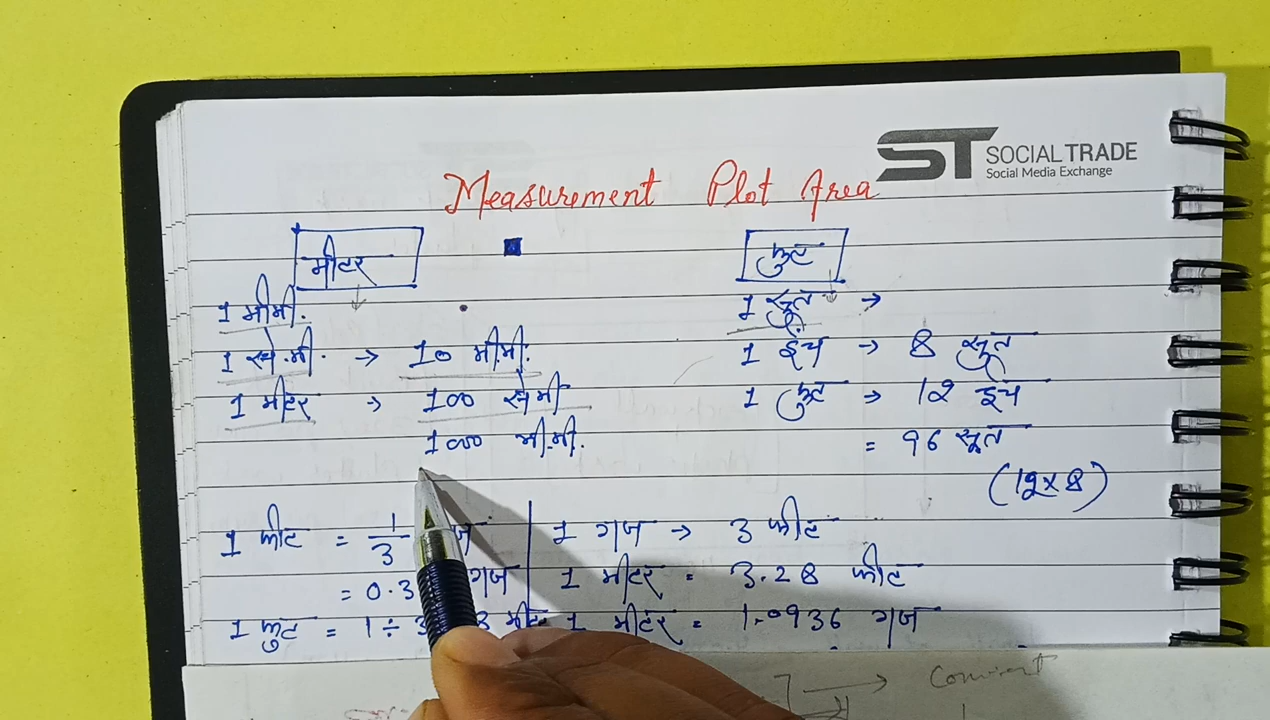 ST SOCIAL TRADE
Social Media Exchange
Measurement Plot Area
मीटर
1 मीमी.
1 से.मी. → 10 मी.मी.
1 मीटर → 100 सेमी
1000 मी.मी.
फुट
1 सूत →
1 इंच → 8 सूत
1 फुट → 12 इंच
= 96 सूत
(12x8)
1 फीट = 1/3
= 0.3 गज
1 फुट = 1 ÷ 3
1 गज → 3 फीट
1 मीटर = 3.28 फीट
1 मीटर = 1.0936 गज
→ Convert